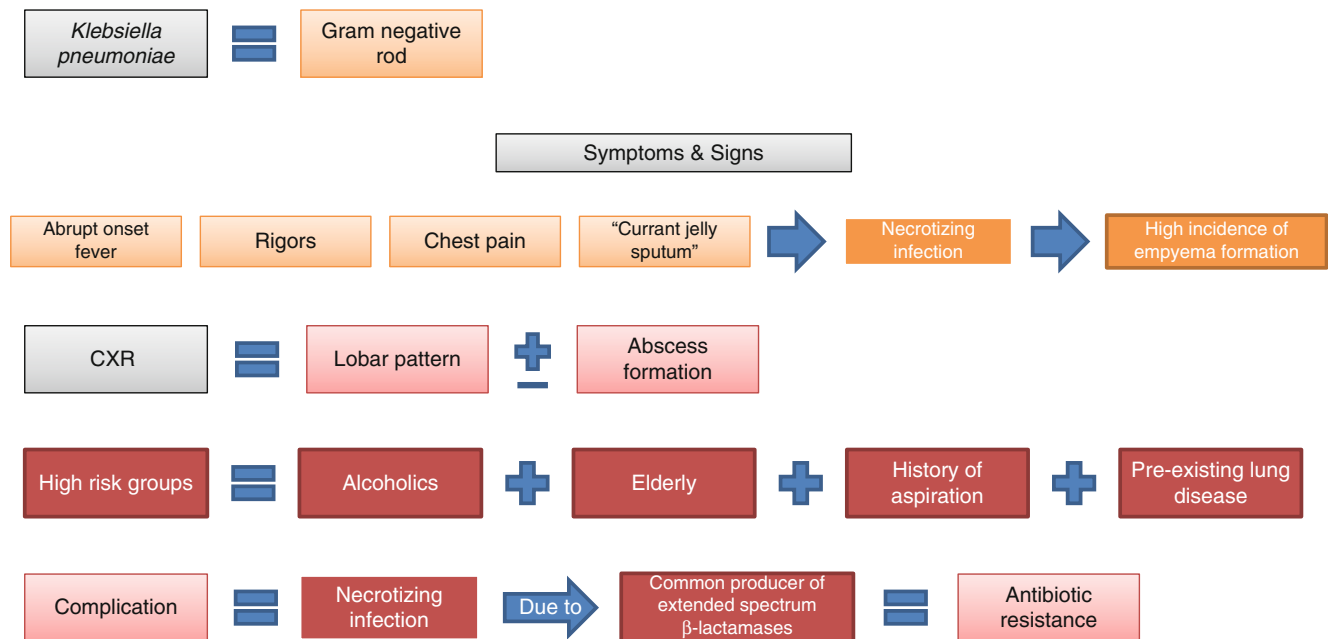 Klebsiella
pneumoniae
Gram negative
rod
Symptoms & Signs
Abrupt onset
fever
Rigors
Chest pain
“Currant jelly
sputum”
Necrotizing
infection
High incidence of
empyema formation
CXR
Lobar pattern
Abscess
formation
High risk groups
Alcoholics
Elderly
History of
aspiration
Pre-existing lung
disease
Complication
Necrotizing
infection
Due to
Common producer of
extended spectrum
β-lactamases
Antibiotic
resistance